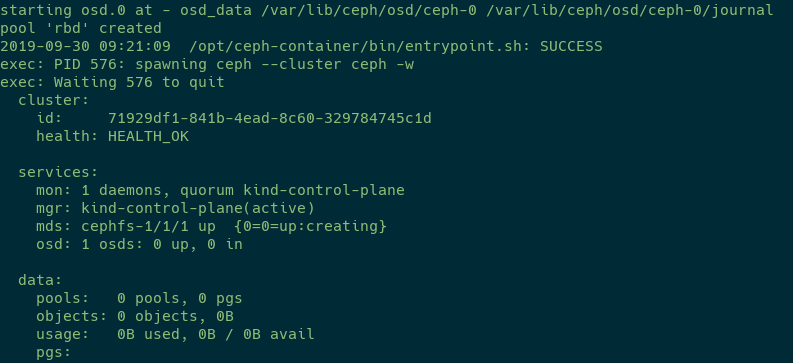 starting osd.0 at - osd_data /var/lib/ceph/osd/ceph-0 /var/lib/ceph/osd/ceph-0/journal
pool 'rbd' created
2019-09-30 09:21:09  /opt/ceph-container/bin/entrypoint.sh: SUCCESS
exec: PID 576: spawning ceph --cluster ceph -w
exec: Waiting 576 to quit
  cluster:
    id:     71929df1-841b-4ead-8c60-329784745c1d
    health: HEALTH_OK

  services:
    mon: 1 daemons, quorum kind-control-plane
    mgr: kind-control-plane(active)
    mds: cephfs-1/1/1 up  {0=0=up:creating}
    osd: 1 osds: 0 up, 0 in

  data:
    pools:   0 pools, 0 pgs
    objects: 0 objects, 0B
    usage:   0B used, 0B / 0B avail
    pgs: